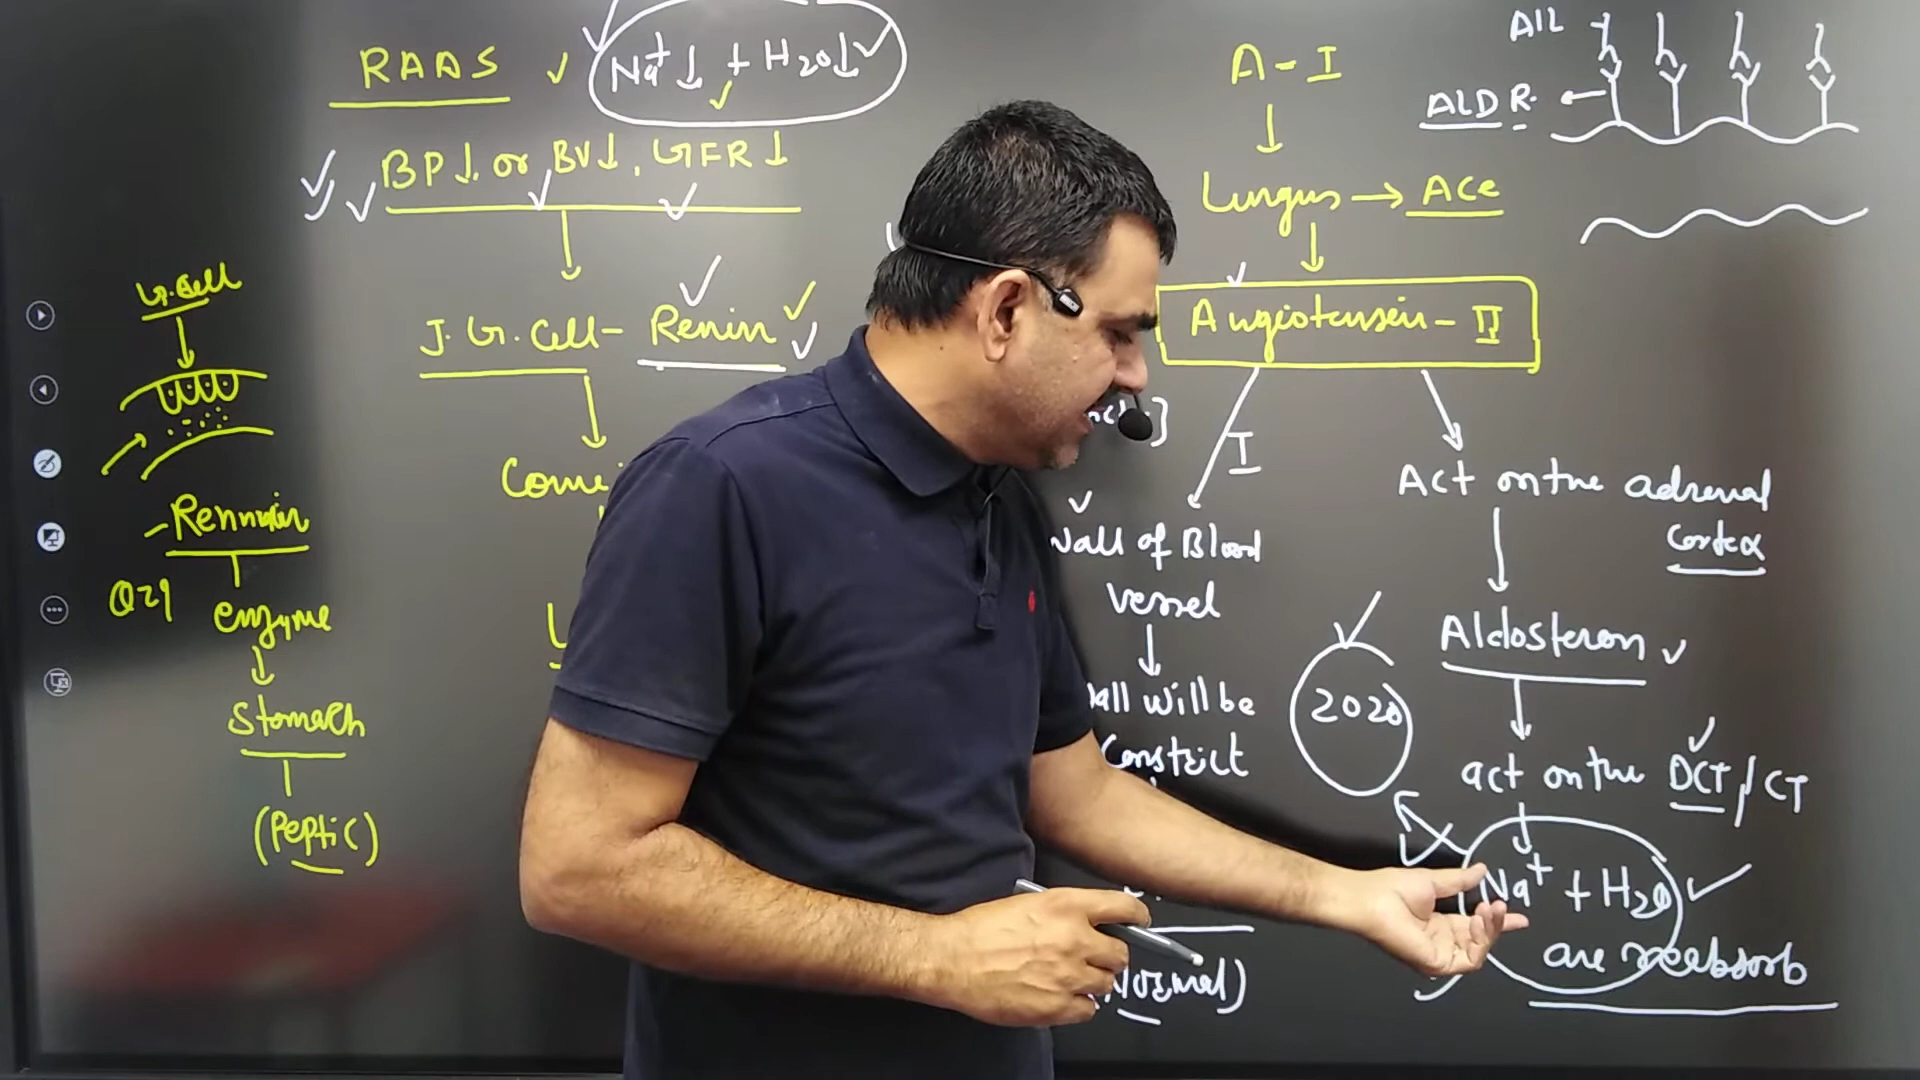 RAAS
Na+↓ + H2O↓
BP↓ or BV↓, GFR↓
J. G. Cell - Renin
G. Cell
Rennin
enzyme
Stomach
(Peptic)
A - I
Lungus → ACE
Angiotensin - II
I
Wall of Blood
Vessel
Wall will be
Constrict
(Normal)
Act on the adrenal
Cortex
Aldosteron
2020
act on the DCT / CT
Na+ + H2O
are reabsorb
ALD R.